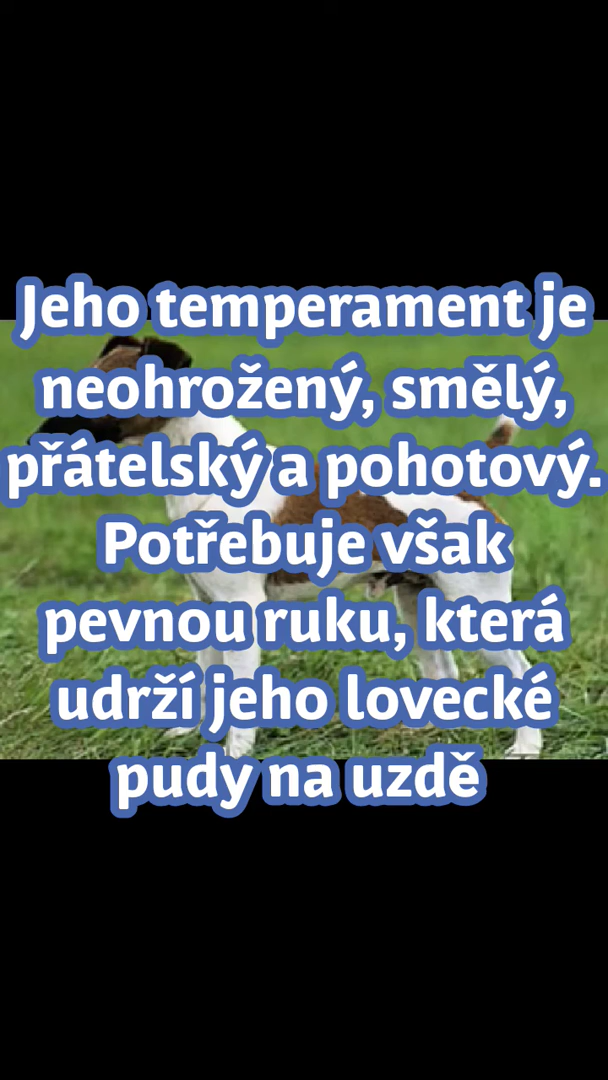 Jeho temperament je
neohrožený, smělý,
přátelský a pohotový.
Potřebuje však
pevnou ruku, která
udrží jeho lovecké
pudy na uzdě